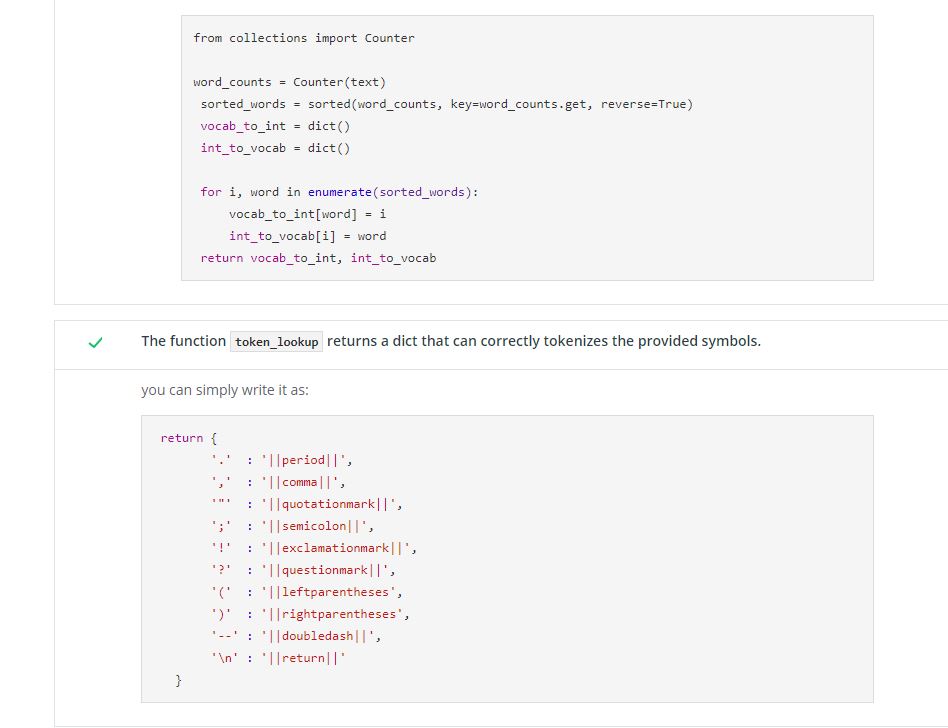 from collections import Counter
word_counts = Counter(text)
sorted_words = sorted(word_counts, key=word_counts.get, reverse=True)
vocab_to_int = dict()
int_to_vocab = dict()
for i, word in enumerate(sorted_words):
vocab_to_int[word] = i
int_to_vocab[i] = word
return vocab_to_int, int_to_vocab
The function token_lookup returns a dict that can correctly tokenizes the provided symbols.
you can simply write it as:
return {
'.' : '||period||',
',' : '||comma||',
'"' : '||quotationmark||',
';' : '||semicolon||',
'!' : '||exclamationmark||',
'?' : '||questionmark||',
'(' : '||leftparentheses',
')' : '||rightparentheses',
'--' : '||doubledash||',
'\n' : '||return||'
}